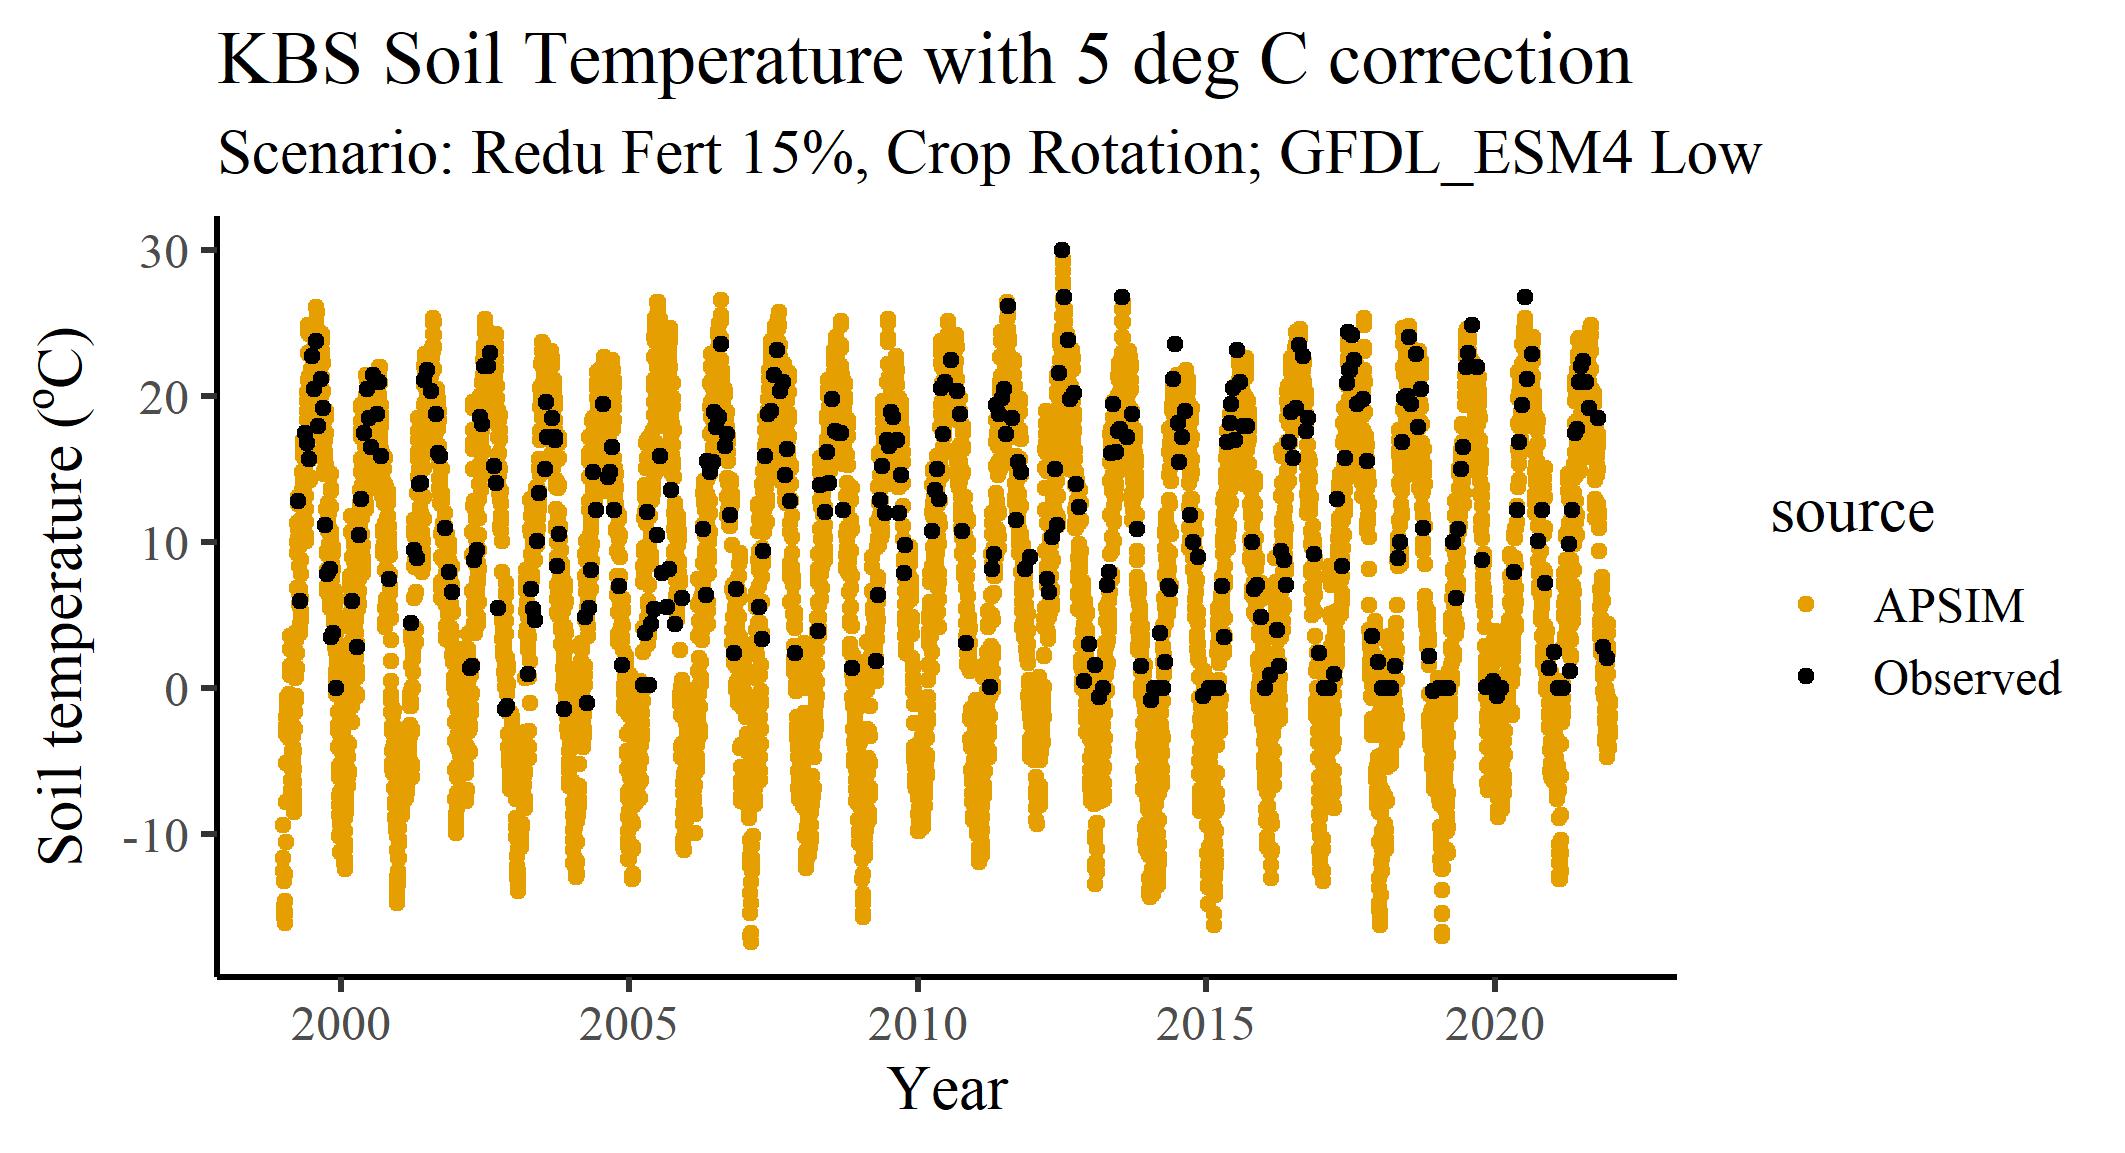 KBS Soil Temperature with 5 deg C correction
Scenario: Redu Fert 15%, Crop Rotation; GFDL_ESM4 Low
Soil temperature (ºC)
30
20
10
0
-10
2000 2005 2010 2015 2020
Year
source
APSIM
Observed